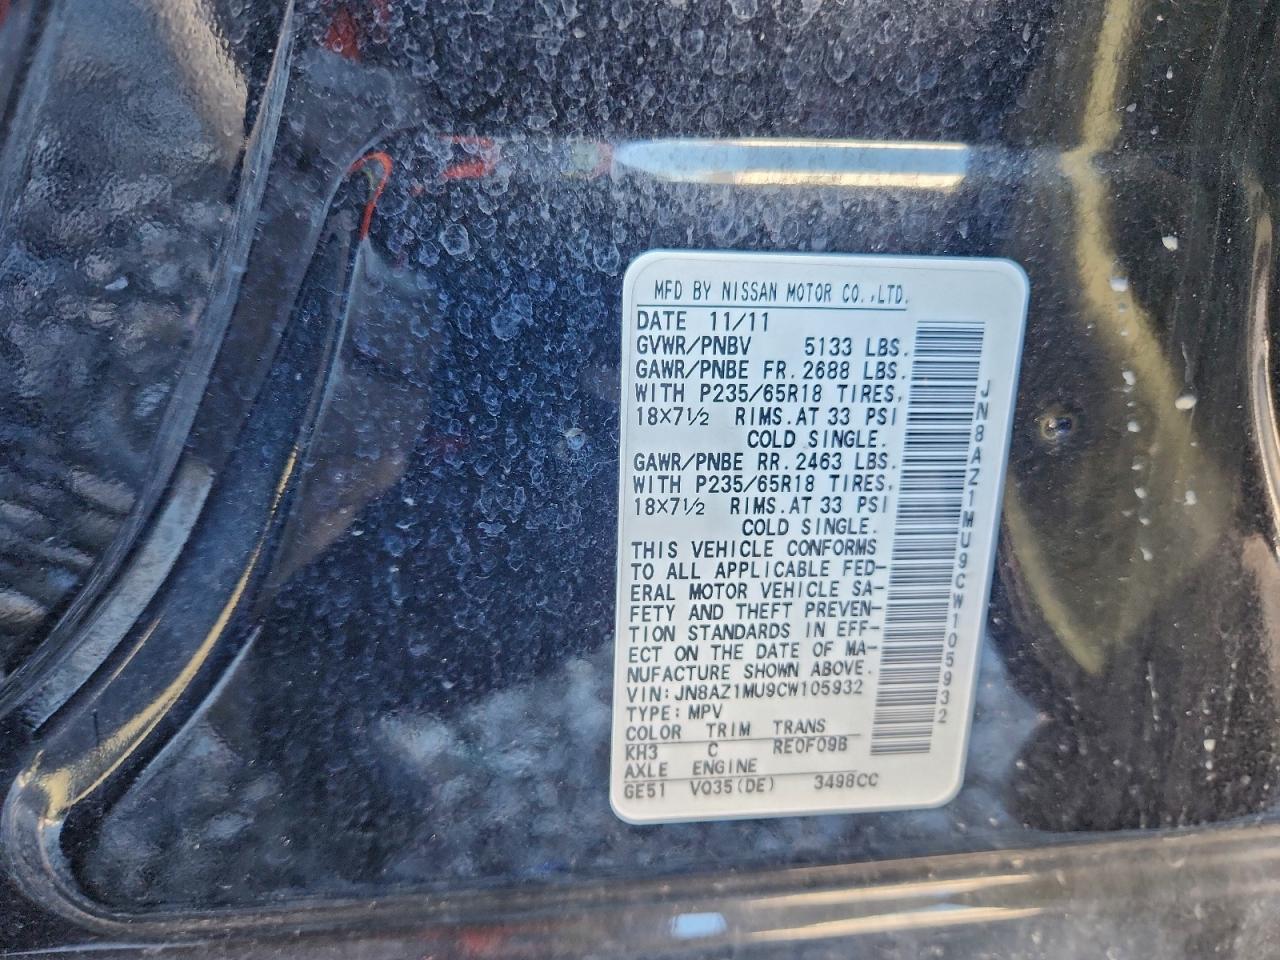 MFD BY NISSAN MOTOR CO.,LTD.
DATE 11/11
GVWR/PNBV 5133 LBS.
GAWR/PNBE FR. 2688 LBS.
WITH P235/65R18 TIRES,
18×7½ RIMS.AT 33 PSI
COLD SINGLE.
GAWR/PNBE RR. 2463 LBS.
WITH P235/65R18 TIRES,
18×7½ RIMS.AT 33 PSI
COLD SINGLE.
THIS VEHICLE CONFORMS
TO ALL APPLICABLE FED-
ERAL MOTOR VEHICLE SA-
FETY AND THEFT PREVEN-
TION STANDARDS IN EFF-
ECT ON THE DATE OF MA-
NUFACTURE SHOWN ABOVE.
VIN: JN8AZ1MU9CW105932
TYPE: MPV
COLOR TRIM TRANS
KH3 C RE0F09B
AXLE ENGINE
GE51 VQ35(DE) 3498CC
JN8AZ1MU9CW105932